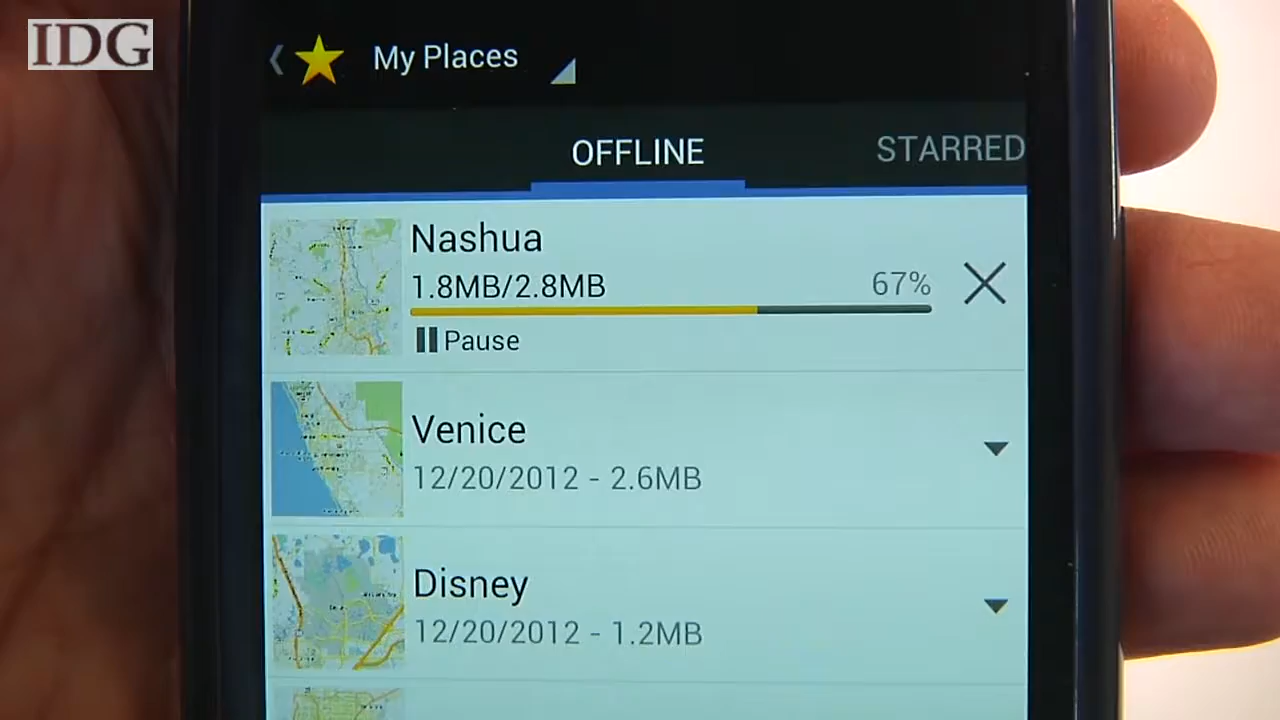 IDG
My Places
OFFLINE
STARRED
Nashua
1.8MB/2.8MB
67%
Pause
Venice
12/20/2012 - 2.6MB
Disney
12/20/2012 - 1.2MB